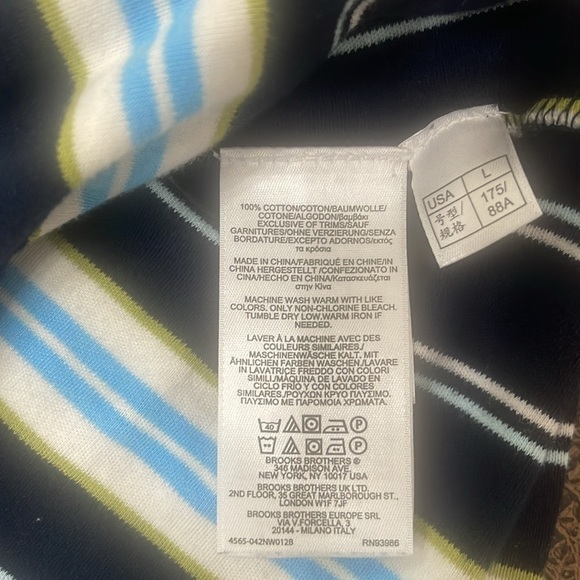 100% COTTON/COTON/BAUMWOLLE/
COTONE/ALGODON/βαμβάκι
EXCLUSIVE OF TRIMS/SAUF
GARNITURESOHNE VERZIERUNG/SENZA
BORDATURE/EXCEPTO ADORNOS/εκτός
τα κρόσια
MADE IN CHINA/FABRIQUÉ EN CHINE/IN
CHINA HERGESTELLT /CONFEZIONATO IN
CINA/HECHO EN CHINA/Κατασκευάζεται
στην Κίνα
MACHINE WASH WARM WITH LIKE
COLORS. ONLY NON-CHLORINE BLEACH.
TUMBLE DRY LOW. WARM IRON IF
NEEDED.
LAVER À LA MACHINE AVEC DES
COULEURS SIMILAIRES./
MASCHINENWÄSCHE KALT. MIT
ÄHNLICHEN FARBEN WASCHEN/LAVARE
IN LAVATRICE FREDDO CON COLORI
SIMILI./MÁQUINA DE LAVADO EN
CICLO FRÍO Y CON COLORES
SIMILARES./ΡΟΥΧΩΝ ΚΡΥΟ ΠΛΥΣΙΜΟ.
ΠΛΥΣΙΜΟ ΜΕ ΠΑΡΟΜΟΙΑ ΧΡΩΜΑΤΑ.
40 P
P
BROOKS BROTHERS ®
346 MADISON AVE.
NEW YORK, NY 10017 USA
BROOKS BROTHERS UK LTD.
2ND FLOOR, 35 GREAT MARLBOROUGH ST.,
LONDON W1F 7JF
BROOKS BROTHERS EUROPE SRL
VIA V.FORCELLA, 3
20144 - MILANO ITALY
4565-042NW012B RN93986
USA L
号型/ 175/
规格 88A